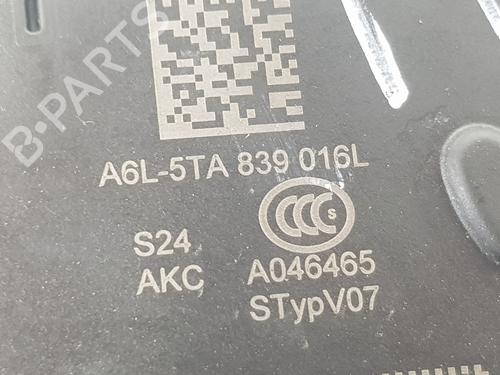 B-PARTS
A6L-5TA 839 016L
CCC S
S24
AKC A046465
STypV07